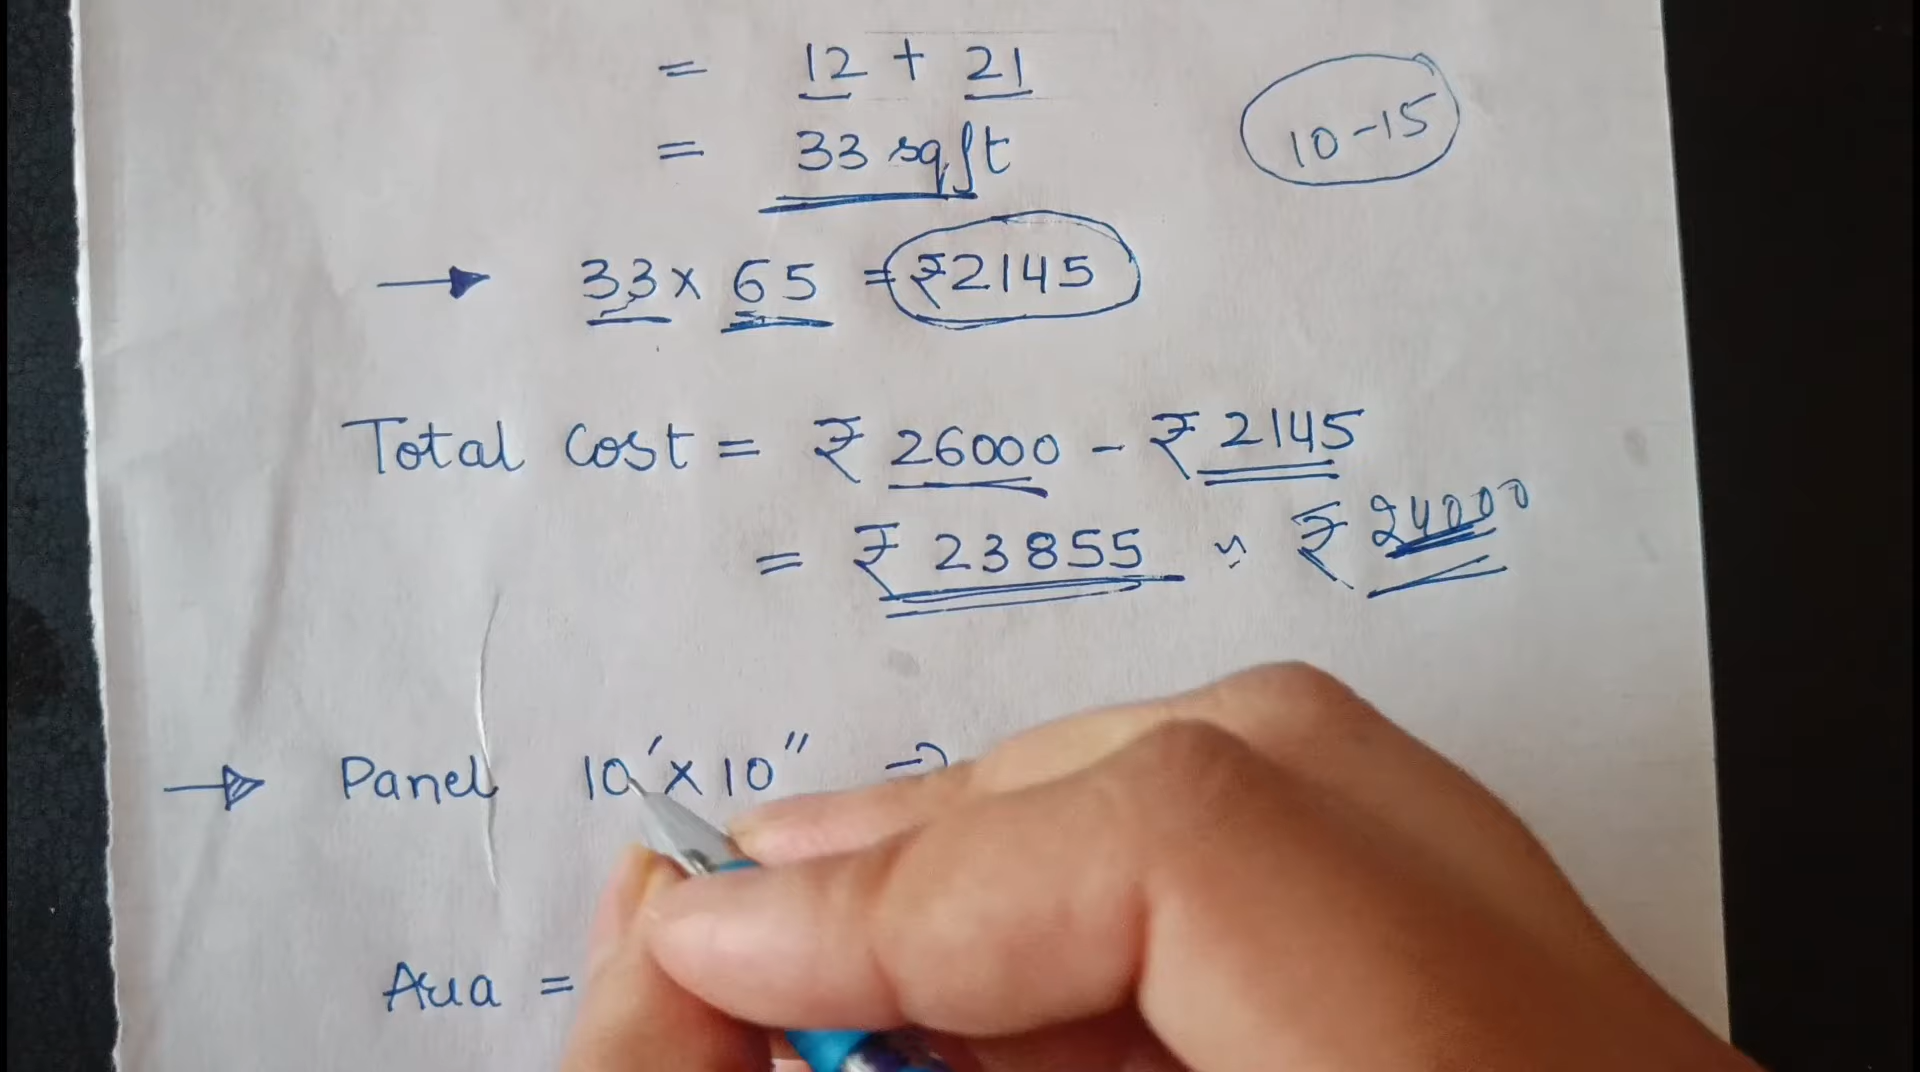 = 12 + 21
= 33 sqft
10-15
→ 33 x 65 = ₹2145
Total cost = ₹ 26000 - ₹ 2145
= ₹ 23855 ≈ ₹ 24000
→ Panel 10' x 10" →
Area =